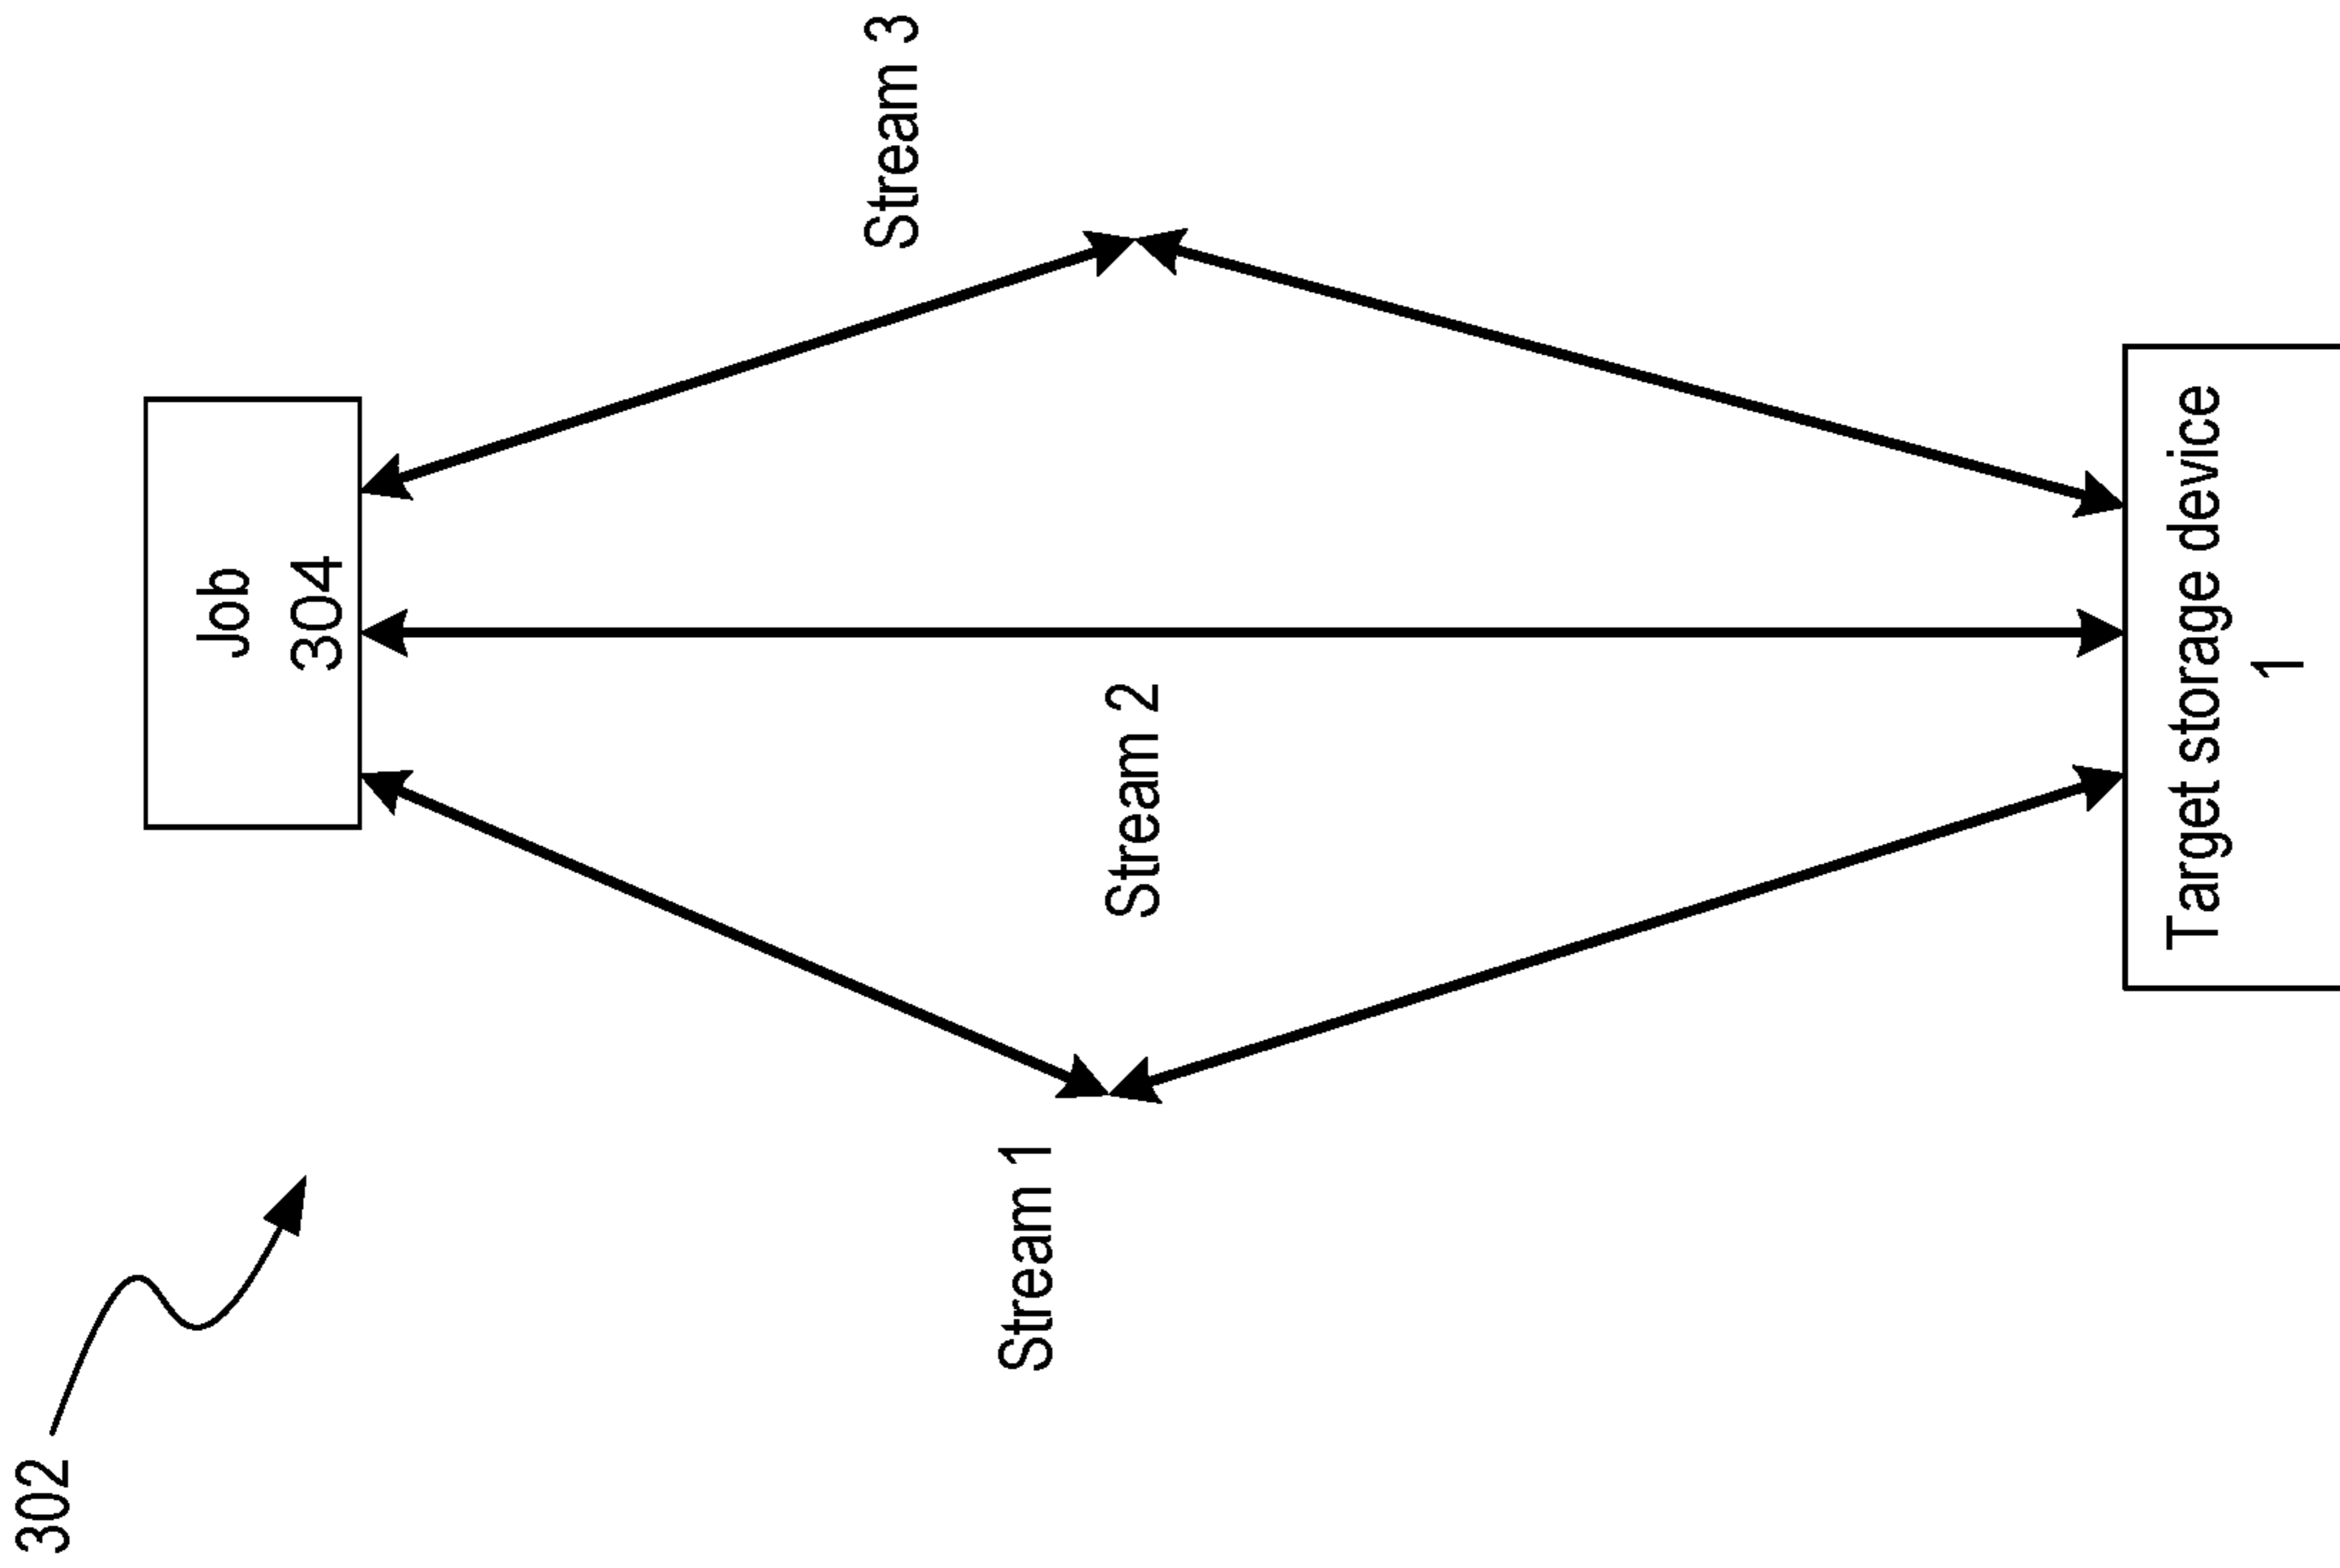 302
Job
304
Stream 1
Stream 2
Stream 3
Target storage device
1